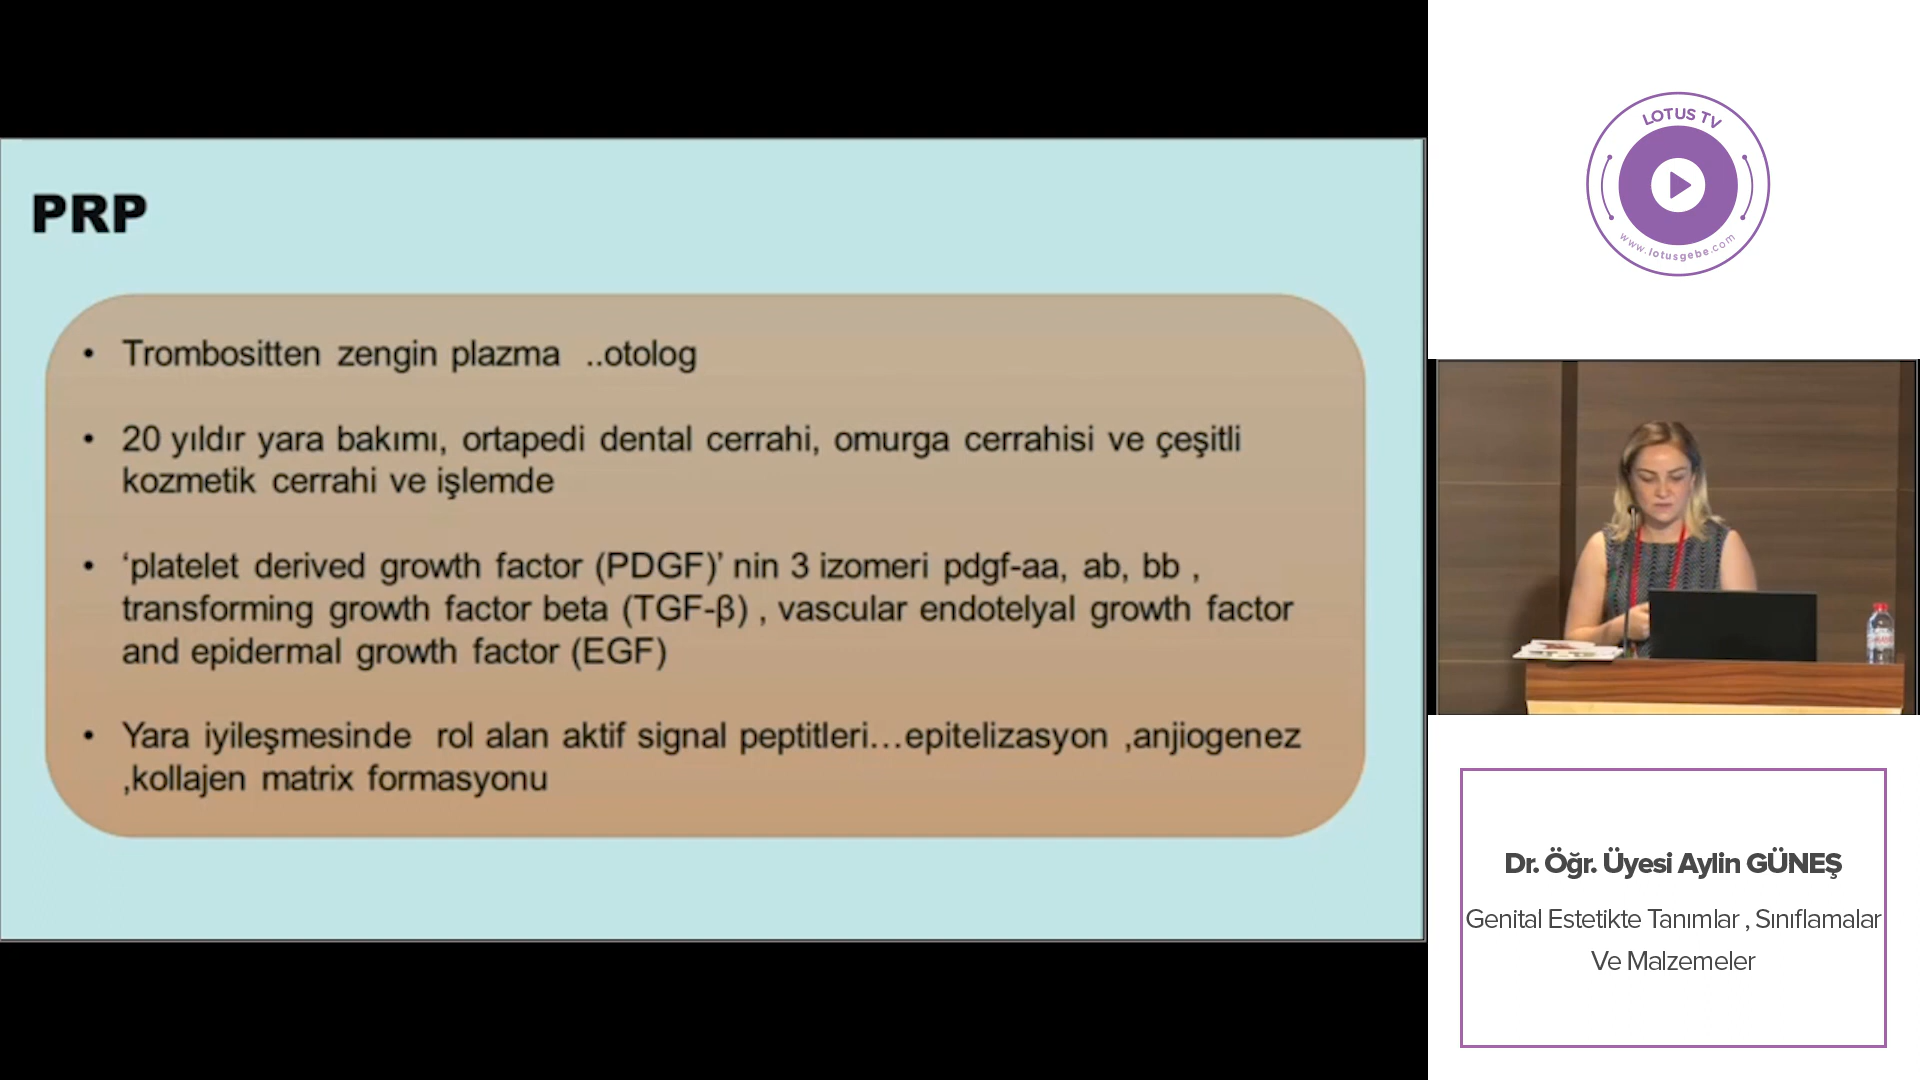 PRP
• Trombositten zengin plazma ..otolog
• 20 yıldır yara bakımı, ortapedi dental cerrahi, omurga cerrahisi ve çeşitli
kozmetik cerrahi ve işlemde
• ‘platelet derived growth factor (PDGF)’ nin 3 izomeri pdgf-aa, ab, bb ,
transforming growth factor beta (TGF-β) , vascular endotelyal growth factor
and epidermal growth factor (EGF)
• Yara iyileşmesinde rol alan aktif signal peptitleri…epitelizasyon ,anjiogenez
,kollajen matrix formasyonu
LOTUS TV
www.lotusgebe.com
Dr. Öğr. Üyesi Aylin GÜNEŞ
Genital Estetikte Tanımlar , Sınıflamalar
Ve Malzemeler